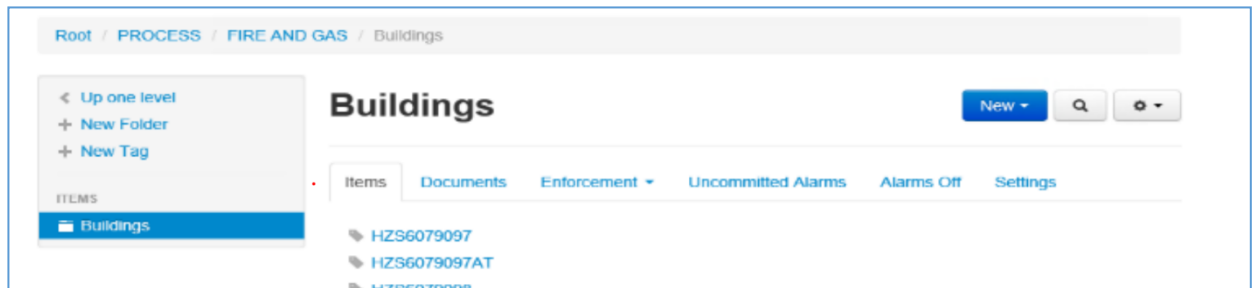 Root / PROCESS / FIRE AND GAS / Buildings
Up one level
New Folder
New Tag
ITEMS
Buildings
Buildings
New
Items Documents Enforcement Uncommitted Alarms Alarms Off Settings
HZS6079097
HZS6079097AT